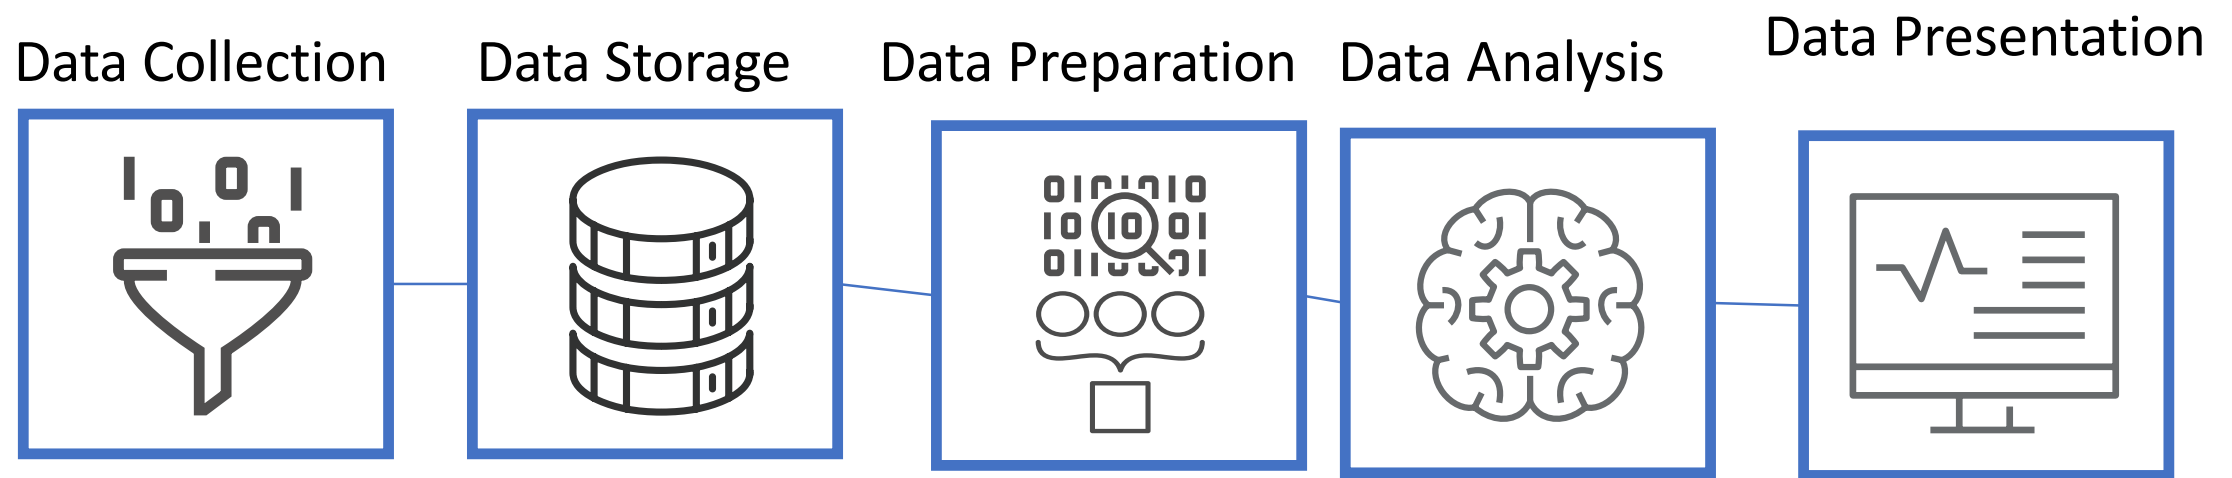 Data Collection
Data Storage
Data Preparation
Data Analysis
Data Presentation